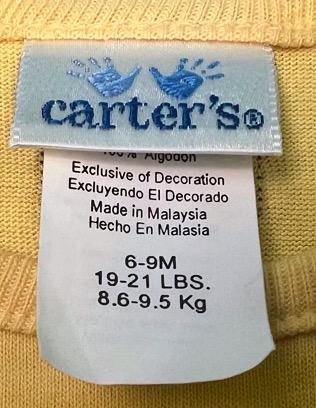 carter's®
100% Algodon
Exclusive of Decoration
Excluyendo El Decorado
Made in Malaysia
Hecho En Malasia
6-9M
19-21 LBS.
8.6-9.5 Kg